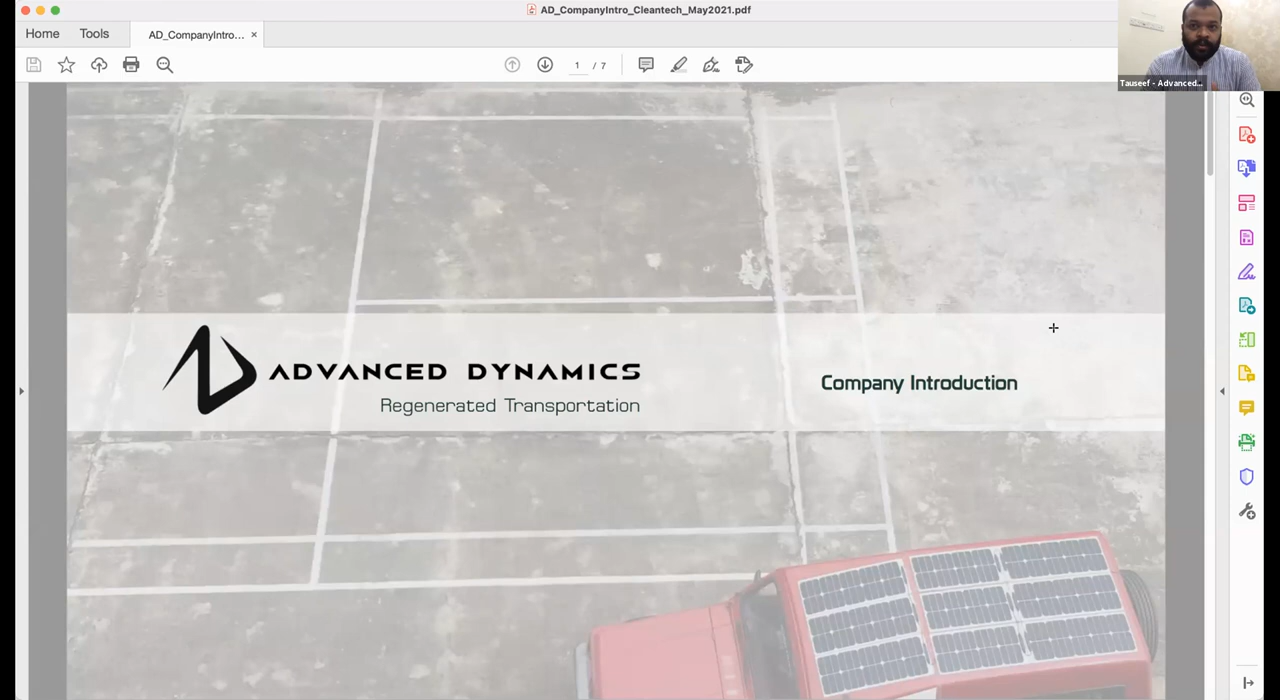 AD_CompanyIntro_Cleantech_May2021.pdf
Home
Tools
AD_CompanyIntro...
×
1 / 7
Tauseef - Advanced...
ADVANCED DYNAMICS
Regenerated Transportation
Company Introduction